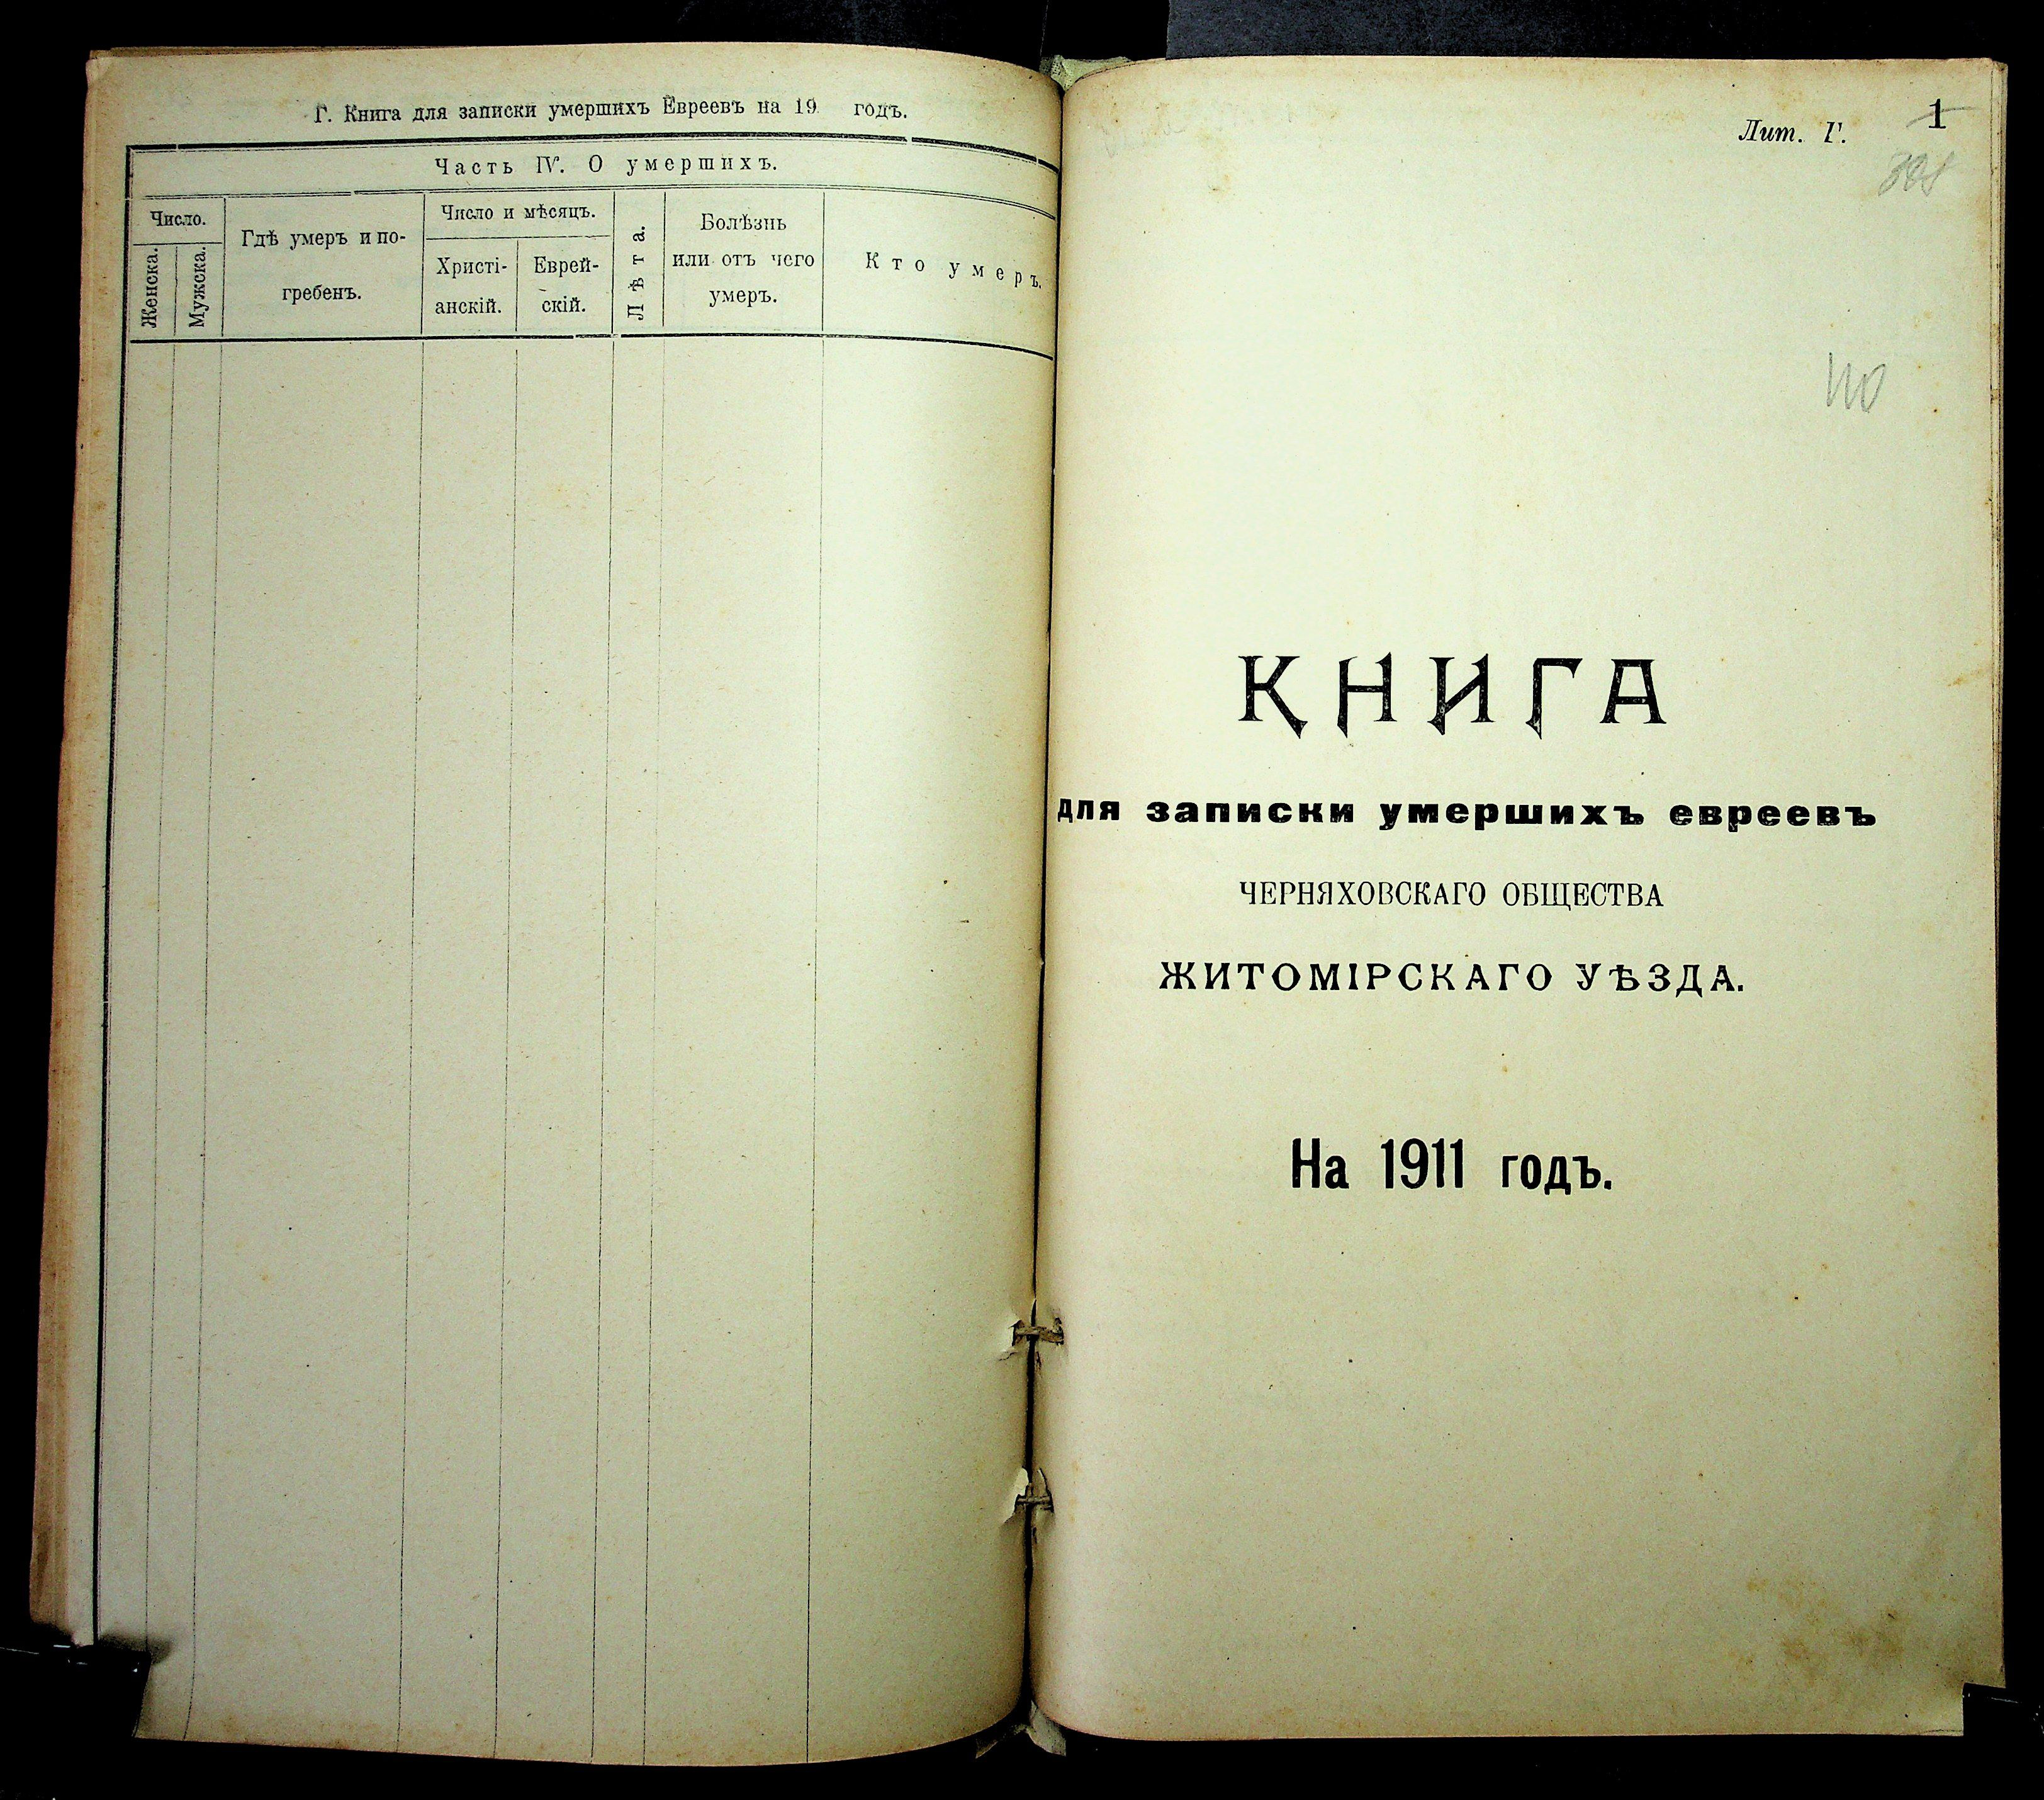 Г. Книга для записки умершихъ Евреевъ на 19 годъ.
Часть IV. О умершихъ.
Число.
Женска.
Мужска.
Гдѣ умеръ и по-
гребенъ.
Число и мѣсяцъ.
Христі-
анскій.
Еврей-
скій.
Лѣта.
Болѣзнь
или отъ чего
умеръ.
Кто умеръ.
Лит. Г.
1
КНИГА
для записки умершихъ евреевъ
ЧЕРНЯХОВСКАГО ОБЩЕСТВА
ЖИТОМІРСКАГО УѢЗДА.
На 1911 годъ.